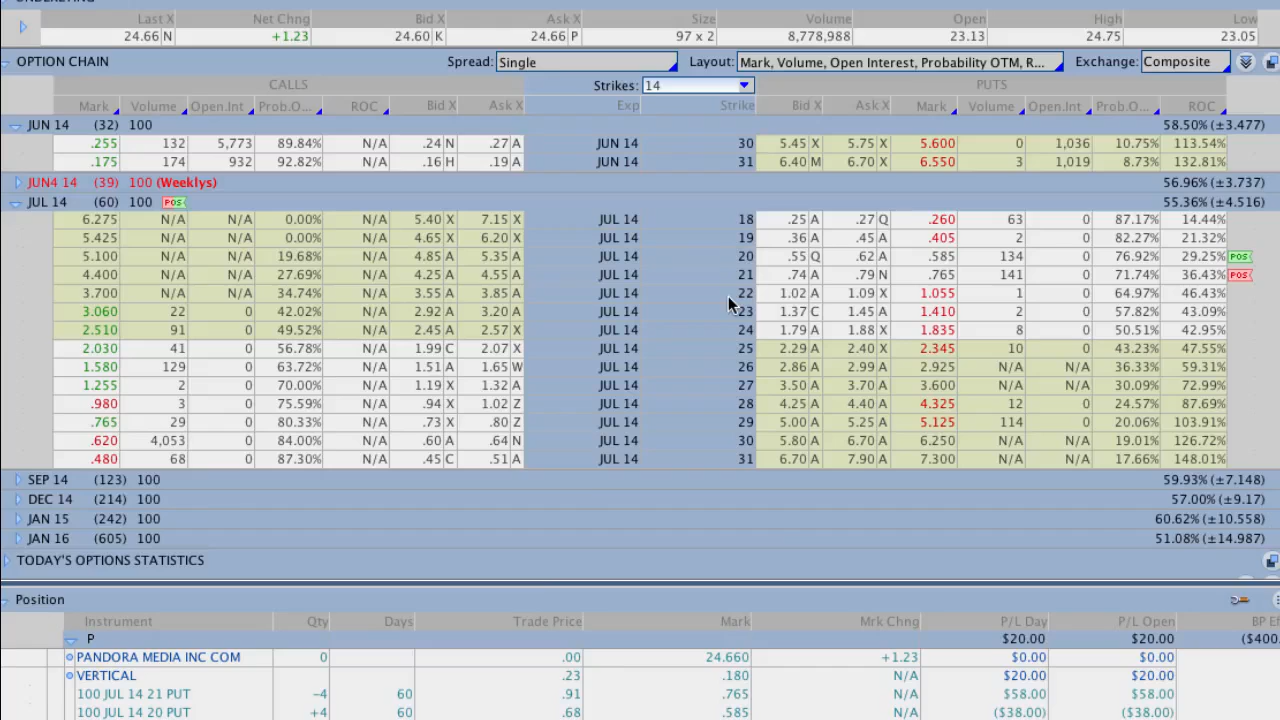 Last X Net Chng Bid X Ask X Size Volume Open High Low
24.66 N +1.23 24.60 K 24.66 P 97 x 2 8,778,988 23.13 24.75 23.05
OPTION CHAIN Spread: Single Layout: Mark, Volume, Open Interest, Probability OTM, R... Exchange: Composite
CALLS Strikes: 14 PUTS
Mark Volume Open.Int Prob.O... ROC Bid X Ask X Exp Strike Bid X Ask X Mark Volume Open.Int Prob.O... ROC
JUN 14 (32) 100 58.50% (±3.477)
.255 132 5,773 89.84% N/A .24 N .27 A JUN 14 30 5.45 X 5.75 X 5.600 0 1,036 10.75% 113.54%
.175 174 932 92.82% N/A .16 H .19 A JUN 14 31 6.40 M 6.70 X 6.550 3 1,019 8.73% 132.81%
JUN4 14 (39) 100 (Weeklys) 56.96% (±3.737)
JUL 14 (60) 100 POS 55.36% (±4.516)
6.275 N/A N/A 0.00% N/A 5.40 X 7.15 X JUL 14 18 .25 A .27 Q .260 63 0 87.17% 14.44%
5.425 N/A N/A 0.00% N/A 4.65 X 6.20 X JUL 14 19 .36 A .45 A .405 2 0 82.27% 21.32%
5.100 N/A N/A 19.68% N/A 4.85 X 5.35 A JUL 14 20 .55 Q .62 A .585 134 0 76.92% 29.25% POS
4.400 N/A N/A 27.69% N/A 4.25 A 4.55 A JUL 14 21 .74 A .79 N .765 141 0 71.74% 36.43% POS
3.700 N/A N/A 34.74% N/A 3.55 A 3.85 A JUL 14 22 1.02 A 1.09 X 1.055 1 0 64.97% 46.43%
3.060 22 0 42.02% N/A 2.92 A 3.20 A JUL 14 23 1.37 C 1.45 A 1.410 2 0 57.82% 43.09%
2.510 91 0 49.52% N/A 2.45 A 2.57 X JUL 14 24 1.79 A 1.88 X 1.835 8 0 50.51% 42.95%
2.030 41 0 56.78% N/A 1.99 C 2.07 X JUL 14 25 2.29 A 2.40 X 2.345 10 0 43.23% 47.55%
1.580 129 0 63.72% N/A 1.51 A 1.65 W JUL 14 26 2.86 A 2.99 A 2.925 N/A N/A 36.33% 59.31%
1.255 2 0 70.00% N/A 1.19 X 1.32 A JUL 14 27 3.50 A 3.70 A 3.600 N/A N/A 30.09% 72.99%
.980 3 0 75.59% N/A .94 X 1.02 Z JUL 14 28 4.25 A 4.40 A 4.325 12 0 24.57% 87.69%
.765 29 0 80.33% N/A .73 X .80 Z JUL 14 29 5.00 A 5.25 A 5.125 114 0 20.06% 103.91%
.620 4,053 0 84.00% N/A .60 A .64 N JUL 14 30 5.80 A 6.70 A 6.250 N/A N/A 19.01% 126.72%
.480 68 0 87.30% N/A .45 C .51 A JUL 14 31 6.70 A 7.90 A 7.300 N/A N/A 17.66% 148.01%
SEP 14 (123) 100 59.93% (±7.148)
DEC 14 (214) 100 57.00% (±9.17)
JAN 15 (242) 100 60.62% (±10.558)
JAN 16 (605) 100 51.08% (±14.987)
TODAY'S OPTIONS STATISTICS
Position
Instrument Qty Days Trade Price Mark Mrk Chng P/L Day P/L Open BP Ef
P $20.00 $20.00 ($400.
PANDORA MEDIA INC COM 0 .00 24.660 +1.23 $0.00 $0.00
VERTICAL .23 .180 N/A $20.00 $20.00
100 JUL 14 21 PUT -4 60 .91 .765 N/A $58.00 $58.00
100 JUL 14 20 PUT +4 60 .68 .585 N/A ($38.00) ($38.00)